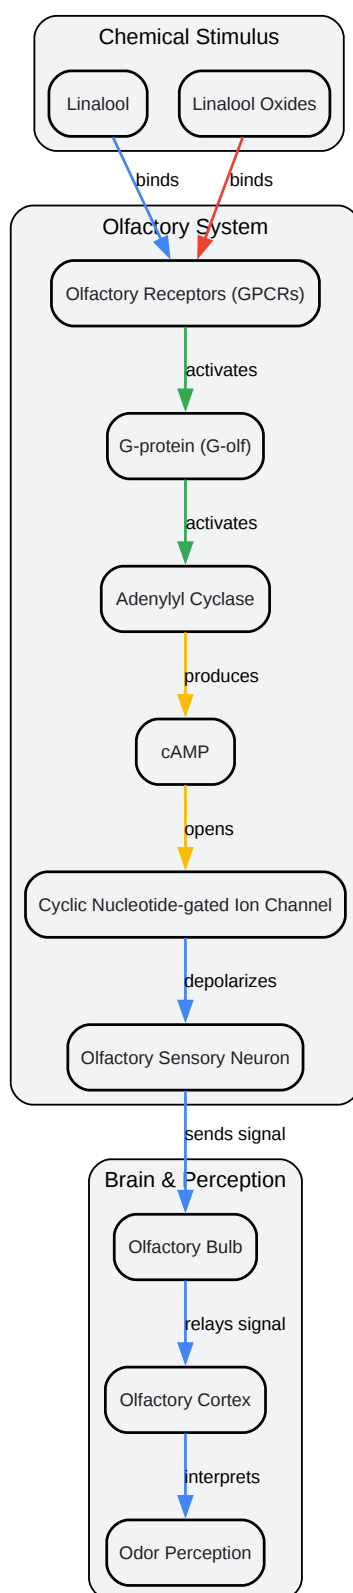 Chemical Stimulus
Linalool
Linalool Oxides
binds
binds
Olfactory System
Olfactory Receptors (GPCRs)
activates
G-protein (G-olf)
activates
Adenylyl Cyclase
produces
cAMP
opens
Cyclic Nucleotide-gated Ion Channel
depolarizes
Olfactory Sensory Neuron
sends signal
Brain & Perception
Olfactory Bulb
relays signal
Olfactory Cortex
interprets
Odor Perception